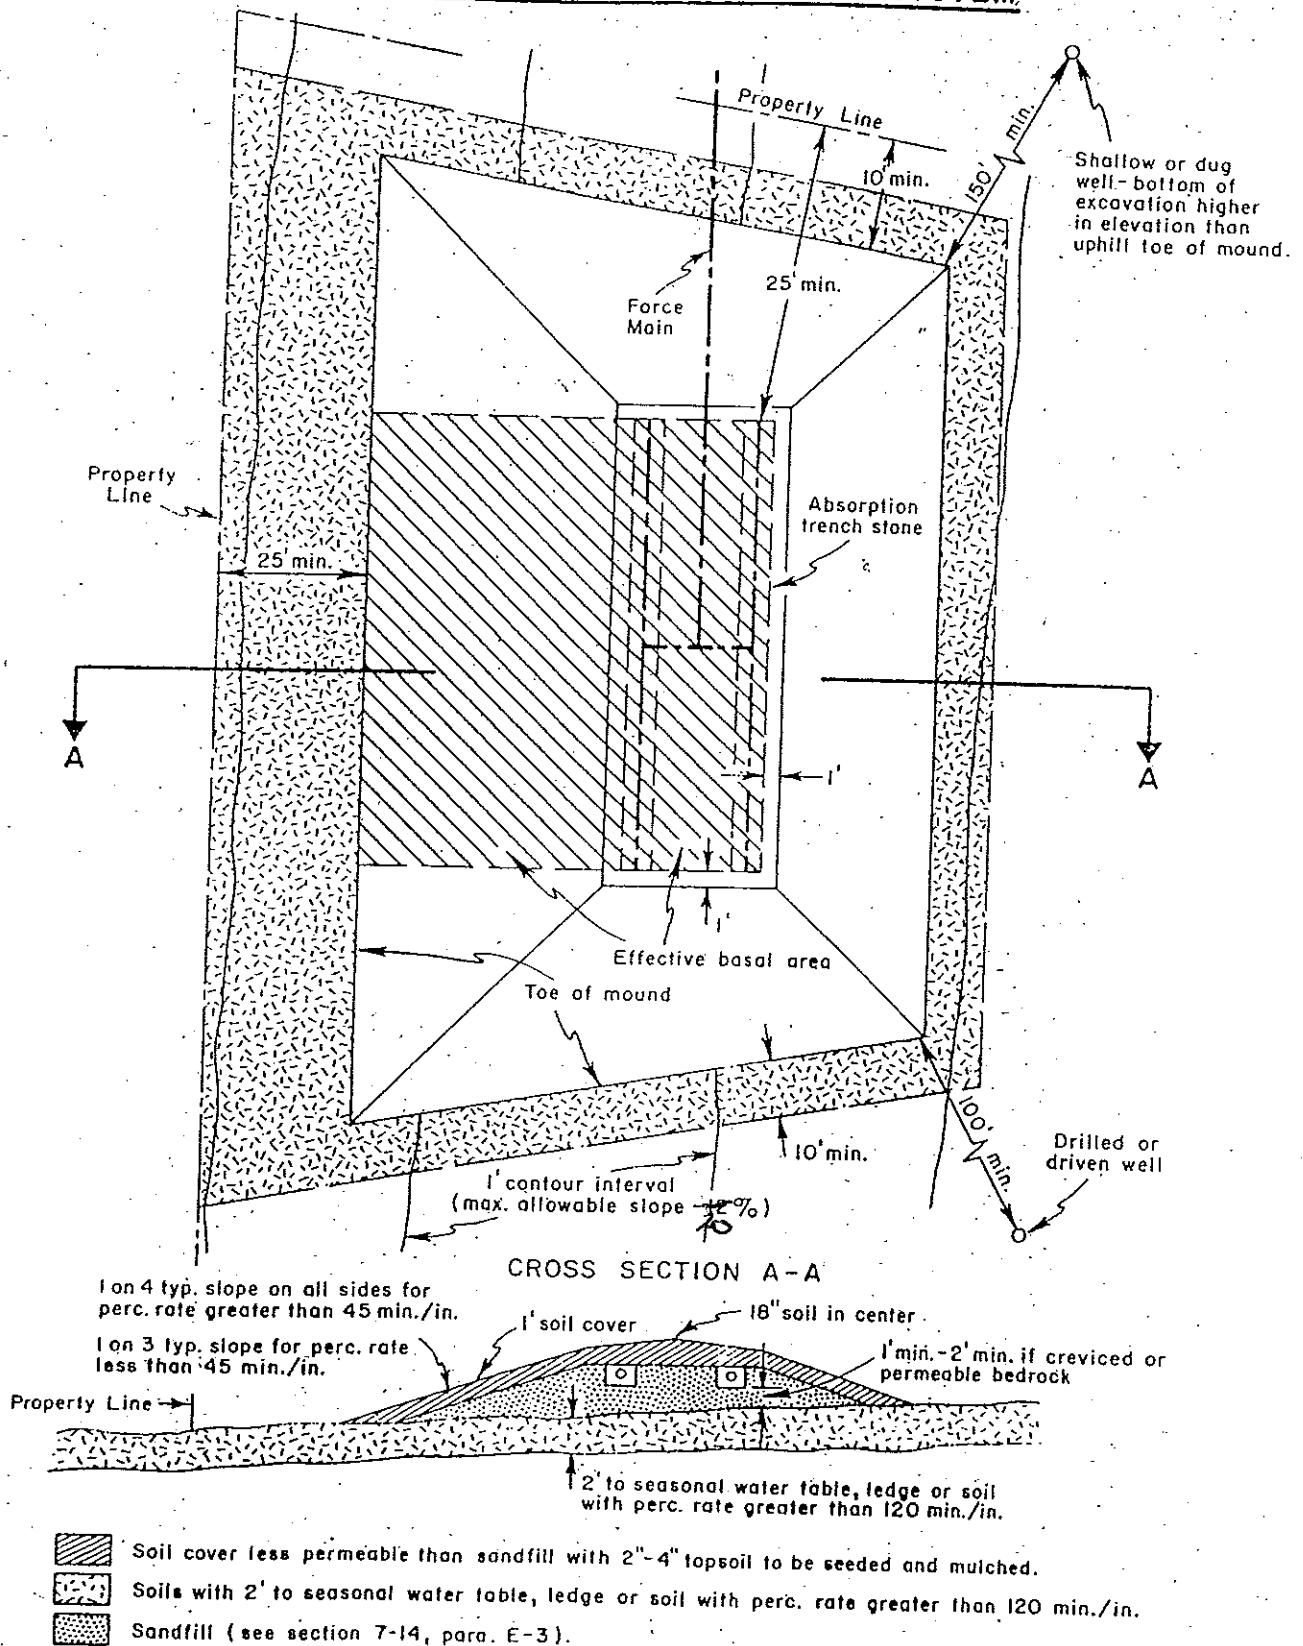 Property Line
150' min.
10 min.
Shallow or dug
well-bottom of
excavation higher
in elevation than
uphill toe of mound.
25' min.
Force
Main
Property
Line
Absorption
trench stone
25 min.
A
A
1'
1'
Effective basal area
Toe of mound
10' min.
100' min.
Drilled or
driven well
1' contour interval
(max. allowable slope - 12%)
20
CROSS SECTION A-A
1 on 4 typ. slope on all sides for
perc. rate greater than 45 min./in.
18" soil in center
1' soil cover
1 on 3 typ. slope for perc. rate
less than 45 min./in.
1' min.-2' min. if creviced or
permeable bedrock
Property Line
2' to seasonal water table, ledge or soil
with perc. rate greater than 120 min./in.
Soil cover less permeable than sandfill with 2"-4" topsoil to be seeded and mulched.
Soils with 2' to seasonal water table, ledge or soil with perc. rate greater than 120 min./in.
Sandfill (see section 7-14, para. E-3).